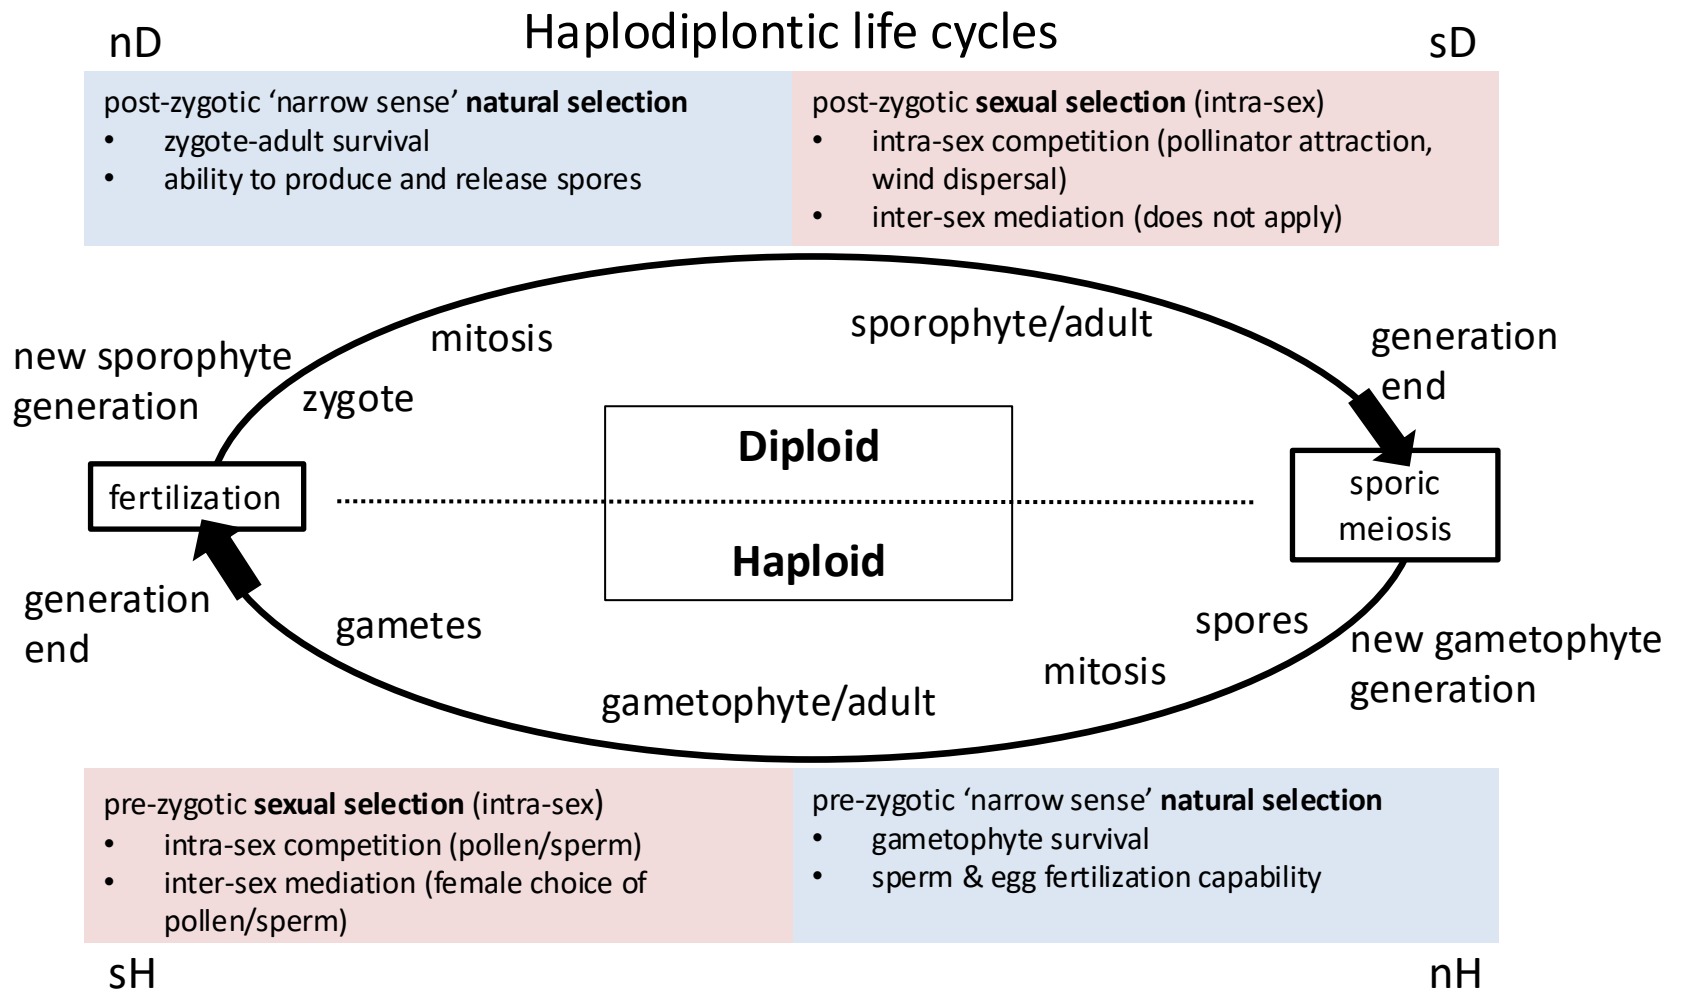 Haplodiplontic life cycles
nD
sD
post-zygotic ‘narrow sense’ natural selection
• zygote-adult survival
• ability to produce and release spores
post-zygotic sexual selection (intra-sex)
• intra-sex competition (pollinator attraction,
wind dispersal)
• inter-sex mediation (does not apply)
mitosis
sporophyte/adult
new sporophyte
generation
zygote
generation
end
Diploid
fertilization
sporic
meiosis
Haploid
generation
end
gametes
spores
new gametophyte
generation
mitosis
gametophyte/adult
pre-zygotic sexual selection (intra-sex)
• intra-sex competition (pollen/sperm)
• inter-sex mediation (female choice of
pollen/sperm)
pre-zygotic ‘narrow sense’ natural selection
• gametophyte survival
• sperm & egg fertilization capability
sH
nH